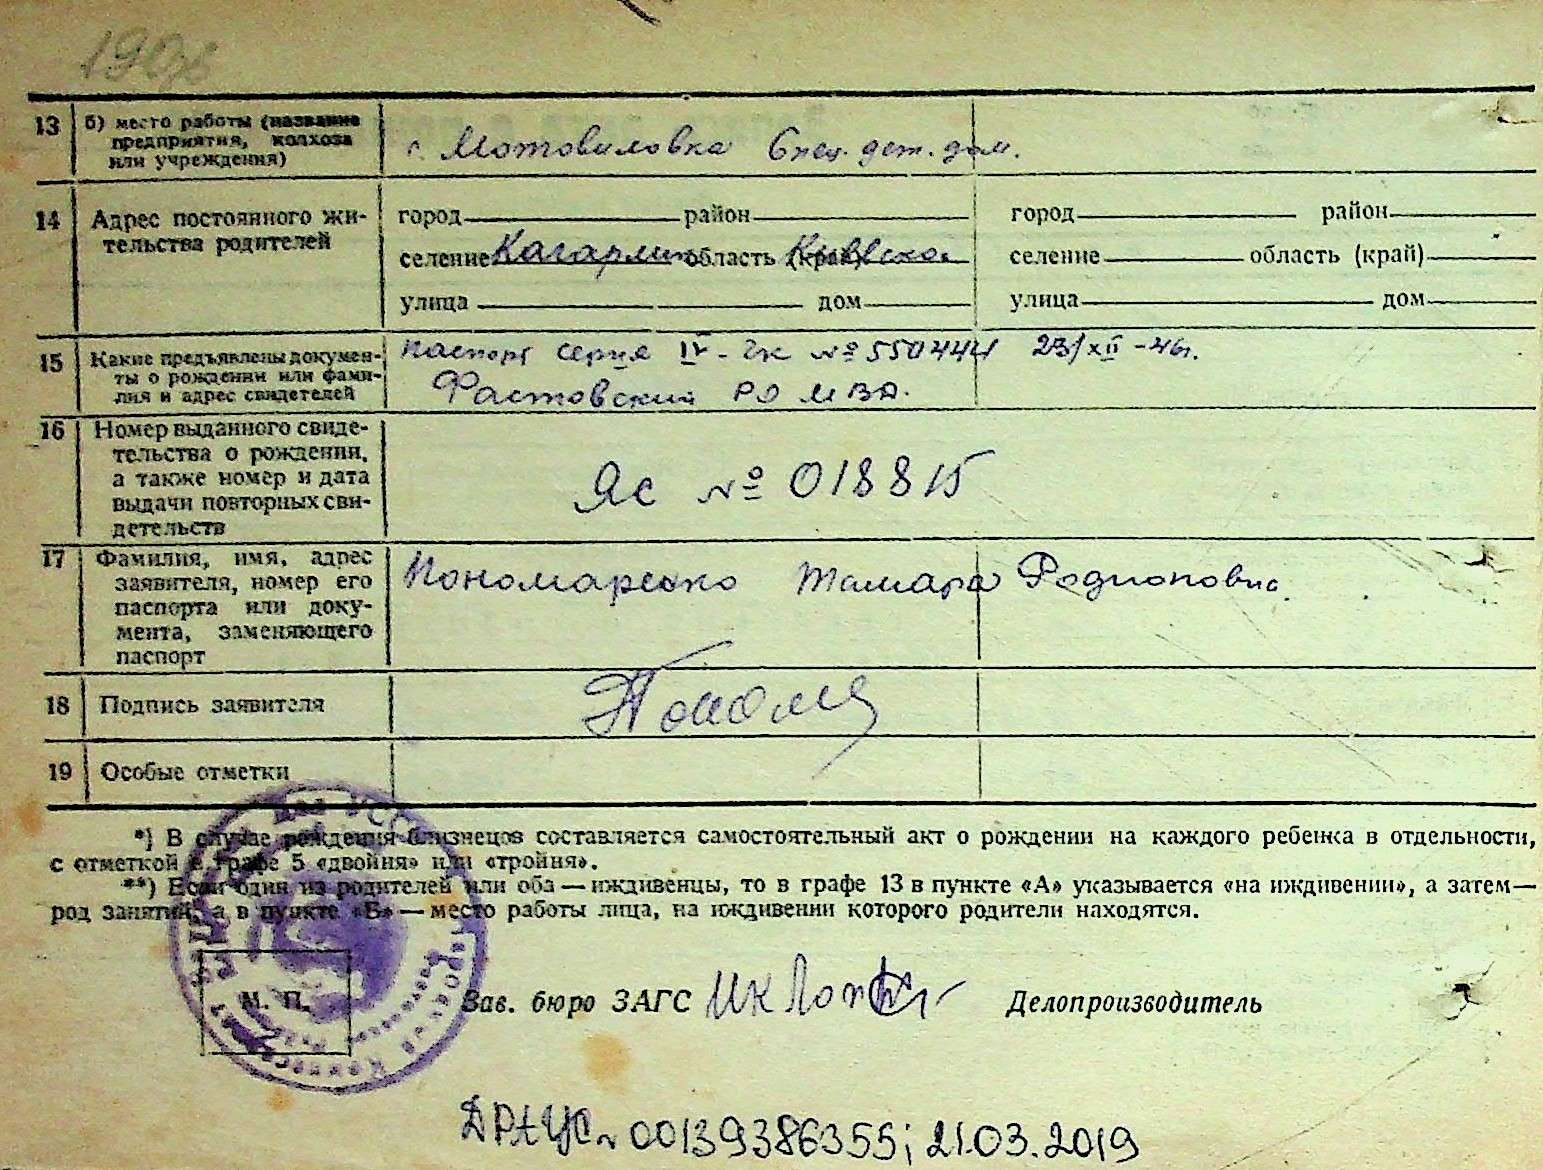 13 б) место работы (название предприятия, колхоза или учреждения)
с. Мотовиловка Спец. дет. дом.
14 Адрес постоянного жительства родителей
город район город район
селение Кагарлик область (край) Киевская селение область (край)
улица дом улица дом
15 Какие предъявлены документы о рождении или фамилия и адрес свидетелей
паспорт серия IV-ЧК №550444 23/XII-46г.
Фастовский РО МВД.
16 Номер выданного свидетельства о рождении, а также номер и дата выдачи повторных свидетельств
Яс № 018815
17 Фамилия, имя, адрес заявителя, номер его паспорта или документа, заменяющего паспорт
Пономаренко Тамара Родионовна.
18 Подпись заявителя
19 Особые отметки
*) В случае рождения близнецов составляется самостоятельный акт о рождении на каждого ребенка в отдельности,
с отметкой в графе 5 «двойня» или «тройня».
**) Если один из родителей или оба — иждивенцы, то в графе 13 в пункте «А» указывается «на иждивении», а затем —
род занятий, а в пункте «Б» — место работы лица, на иждивении которого родители находятся.
М. П.
Зав. бюро ЗАГС Делопроизводитель
ДРАЦС 00139386355; 21.03.2019